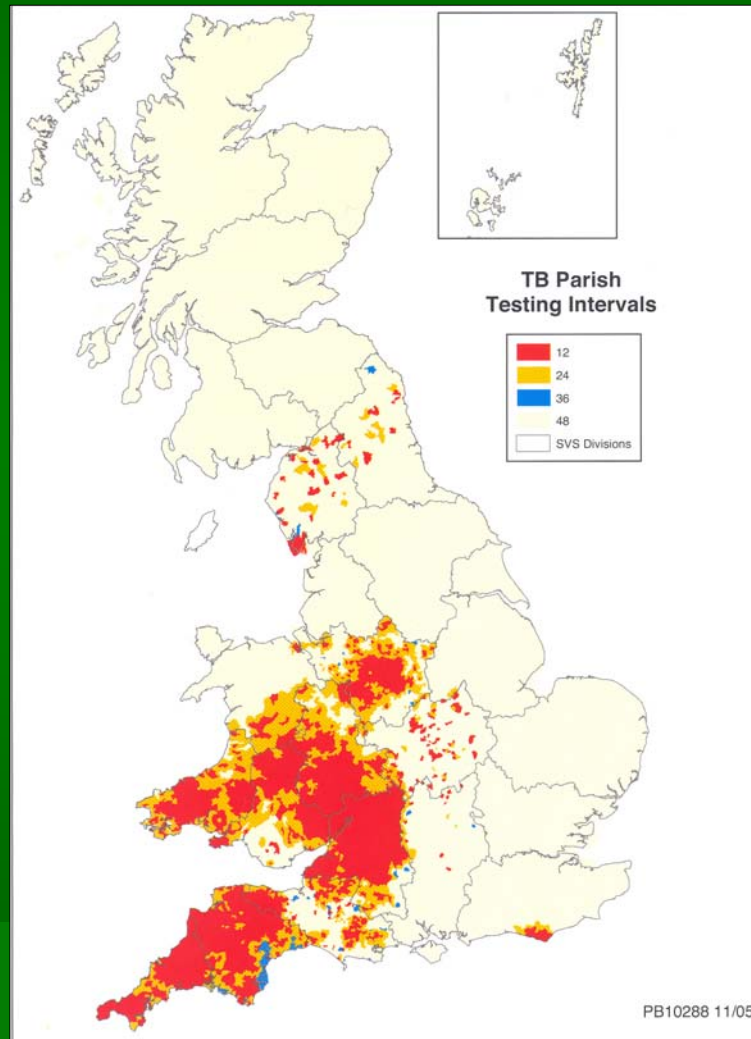 TB Parish
Testing Intervals
12
24
36
48
SVS Divisions
PB10288 11/05